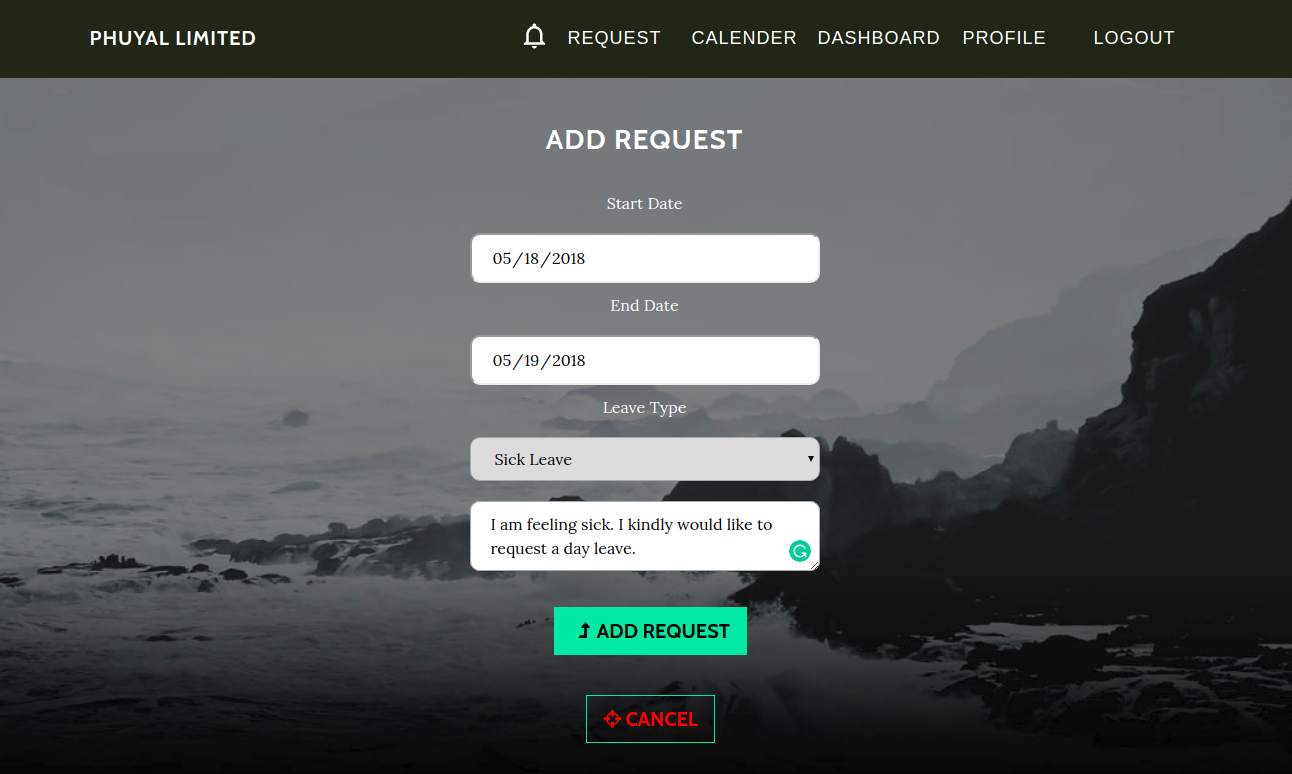 PHUYAL LIMITED
REQUEST CALENDER DASHBOARD PROFILE LOGOUT
ADD REQUEST
Start Date
05/18/2018
End Date
05/19/2018
Leave Type
Sick Leave
I am feeling sick. I kindly would like to
request a day leave.
ADD REQUEST
CANCEL